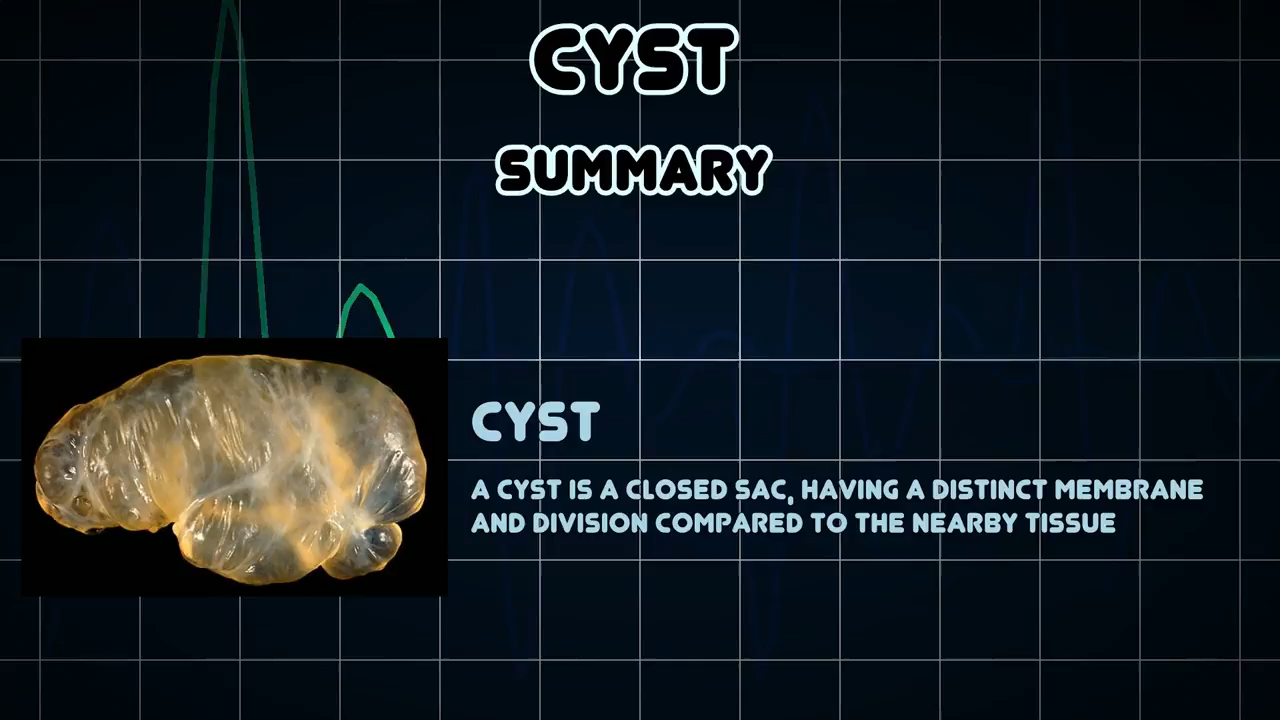 CYST
SUMMARY
CYST
A CYST IS A CLOSED SAC, HAVING A DISTINCT MEMBRANE
AND DIVISION COMPARED TO THE NEARBY TISSUE